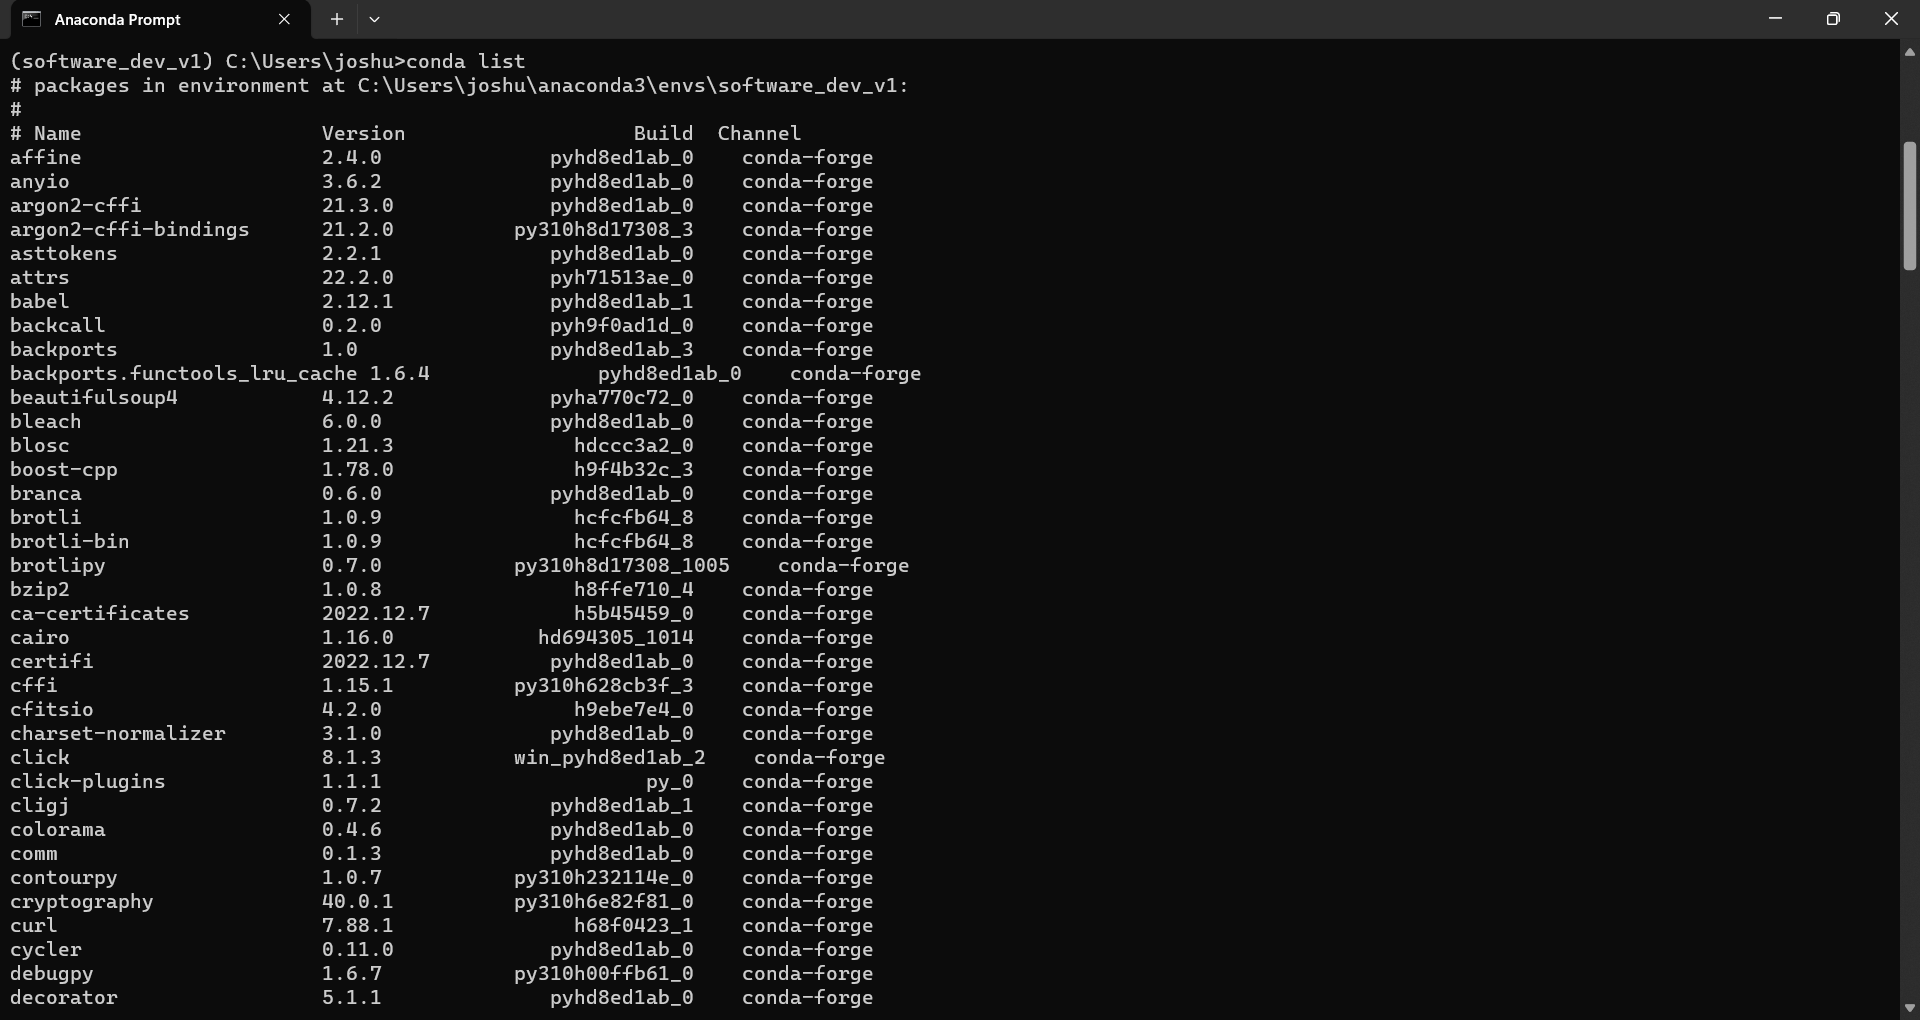 Anaconda Prompt
(software_dev_v1) C:\Users\joshu>conda list
# packages in environment at C:\Users\joshu\anaconda3\envs\software_dev_v1:
#
# Name                    Version                   Build  Channel
affine                    2.4.0              pyhd8ed1ab_0    conda-forge
anyio                     3.6.2              pyhd8ed1ab_0    conda-forge
argon2-cffi               21.3.0             pyhd8ed1ab_0    conda-forge
argon2-cffi-bindings      21.2.0          py310h8d17308_3    conda-forge
asttokens                 2.2.1              pyhd8ed1ab_0    conda-forge
attrs                     22.2.0             pyh71513ae_0    conda-forge
babel                     2.12.1             pyhd8ed1ab_1    conda-forge
backcall                  0.2.0              pyh9f0ad1d_0    conda-forge
backports                 1.0                pyhd8ed1ab_3    conda-forge
backports.functools_lru_cache 1.6.4              pyhd8ed1ab_0    conda-forge
beautifulsoup4            4.12.2             pyha770c72_0    conda-forge
bleach                    6.0.0              pyhd8ed1ab_0    conda-forge
blosc                     1.21.3               hdccc3a2_0    conda-forge
boost-cpp                 1.78.0               h9f4b32c_3    conda-forge
branca                    0.6.0              pyhd8ed1ab_0    conda-forge
brotli                    1.0.9                hcfcfb64_8    conda-forge
brotli-bin                1.0.9                hcfcfb64_8    conda-forge
brotlipy                  0.7.0           py310h8d17308_1005    conda-forge
bzip2                     1.0.8                h8ffe710_4    conda-forge
ca-certificates           2022.12.7            h5b45459_0    conda-forge
cairo                     1.16.0            hd694305_1014    conda-forge
certifi                   2022.12.7          pyhd8ed1ab_0    conda-forge
cffi                      1.15.1          py310h628cb3f_3    conda-forge
cfitsio                   4.2.0                h9ebe7e4_0    conda-forge
charset-normalizer        3.1.0              pyhd8ed1ab_0    conda-forge
click                     8.1.3           win_pyhd8ed1ab_2    conda-forge
click-plugins             1.1.1                      py_0    conda-forge
cligj                     0.7.2              pyhd8ed1ab_1    conda-forge
colorama                  0.4.6              pyhd8ed1ab_0    conda-forge
comm                      0.1.3              pyhd8ed1ab_0    conda-forge
contourpy                 1.0.7           py310h232114e_0    conda-forge
cryptography              40.0.1          py310h6e82f81_0    conda-forge
curl                      7.88.1               h68f0423_1    conda-forge
cycler                    0.11.0             pyhd8ed1ab_0    conda-forge
debugpy                   1.6.7           py310h00ffb61_0    conda-forge
decorator                 5.1.1              pyhd8ed1ab_0    conda-forge